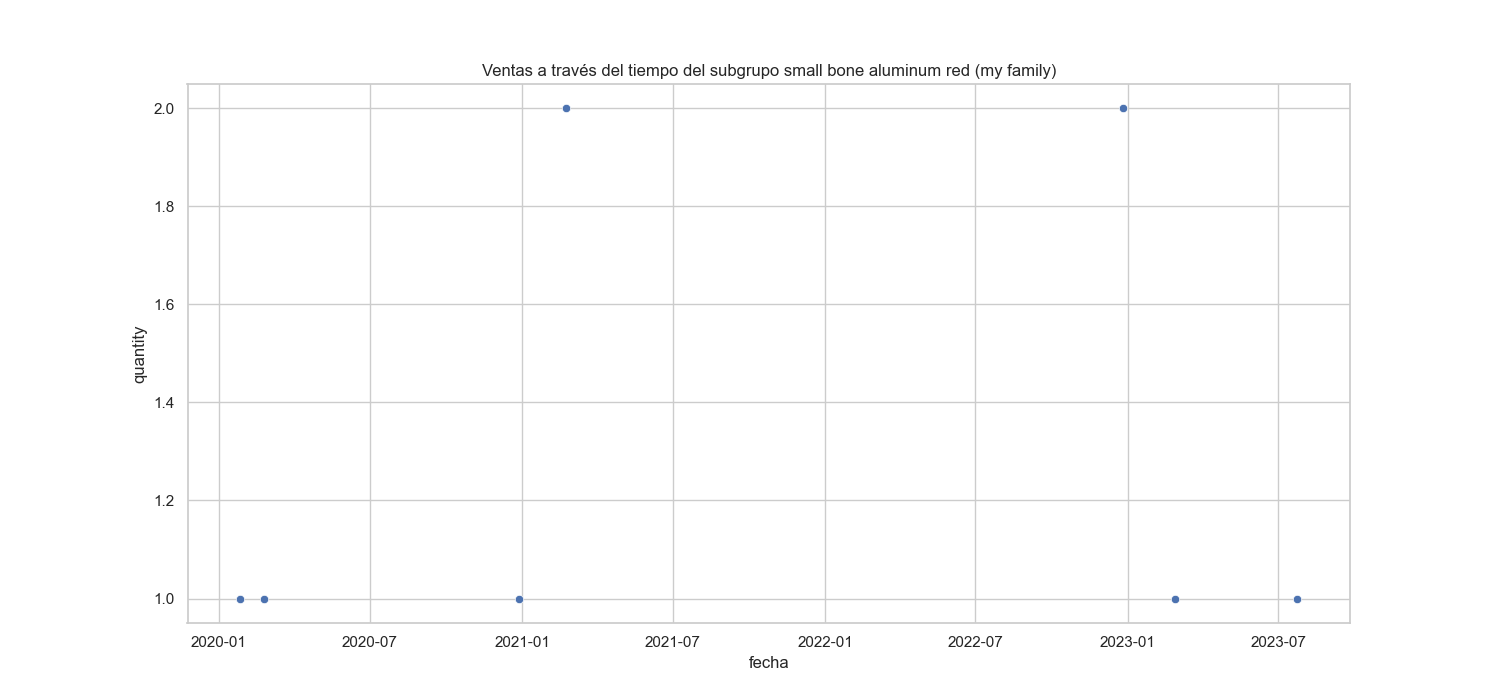 Ventas a través del tiempo del subgrupo small bone aluminum red (my family)
2.0
1.8
1.6
1.4
1.2
1.0
quantity
2020-01 2020-07 2021-01 2021-07 2022-01 2022-07 2023-01 2023-07
fecha